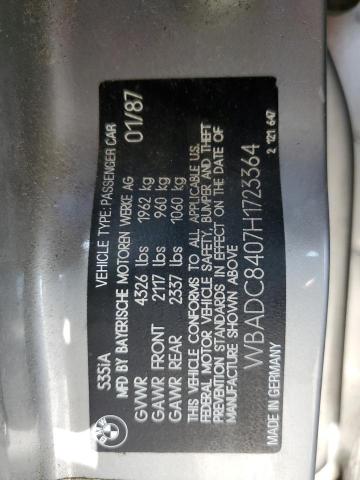 535iA VEHICLE TYPE: PASSENGER CAR
MFD BY BAYERISCHE MOTOREN WERKE AG 01/87
GVWR 4326 lbs 1962 kg
GAWR FRONT 2117 lbs 960 kg
GAWR REAR 2337 lbs 1060 kg
THIS VEHICLE CONFORMS TO ALL APPLICABLE U.S.
FEDERAL MOTOR VEHICLE SAFETY, BUMPER AND THEFT
PREVENTION STANDARDS IN EFFECT ON THE DATE OF
MANUFACTURE SHOWN ABOVE
WBADC8407H1723364
MADE IN GERMANY 2 121 647